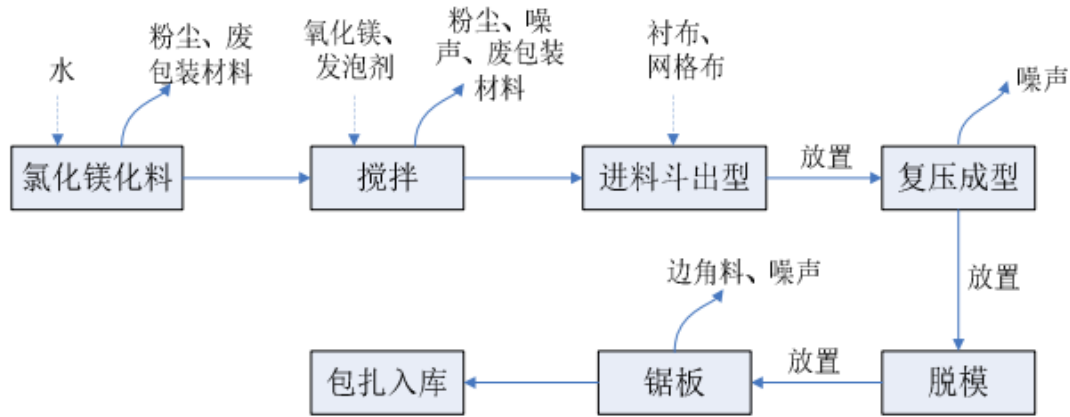 水
粉尘、废
包装材料
氧化镁、
发泡剂
粉尘、噪
声、废包装
材料
衬布、
网格布
噪声
氯化镁化料
搅拌
进料斗出型
放置
复压成型
放置
边角料、噪声
包扎入库
锯板
放置
脱模